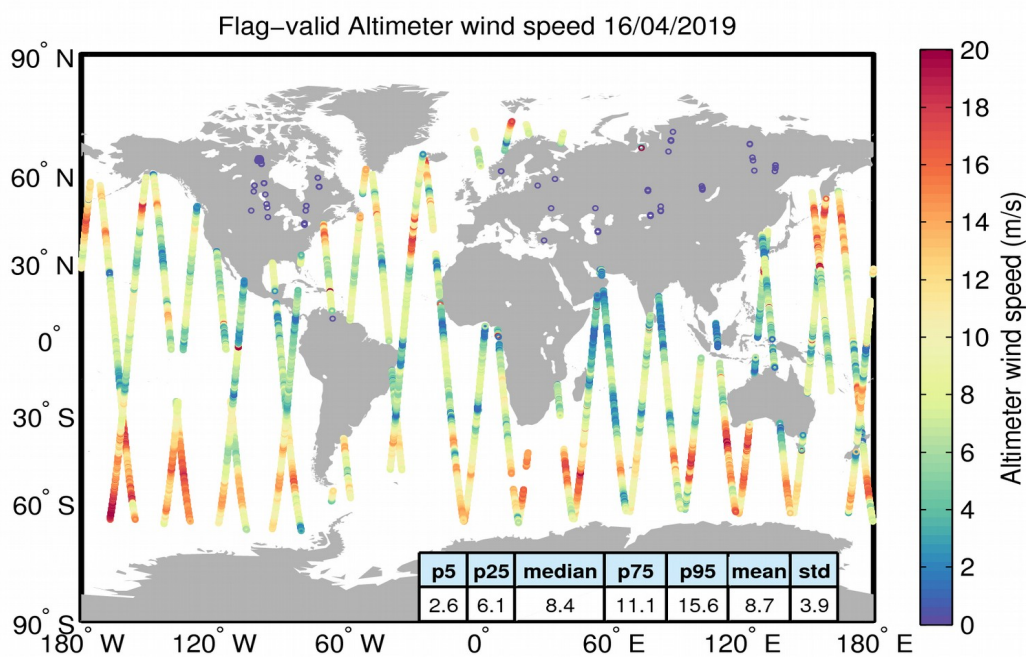 Flag-valid Altimeter wind speed 16/04/2019
90° N
60° N
30° N
0°
30° S
60° S
90° S
180° W
120° W
60° W
0°
60° E
120° E
180° E
p5 p25 median p75 p95 mean std
2.6 6.1 8.4 11.1 15.6 8.7 3.9
20
18
16
14
12
10
8
6
4
2
0
Altimeter wind speed (m/s)